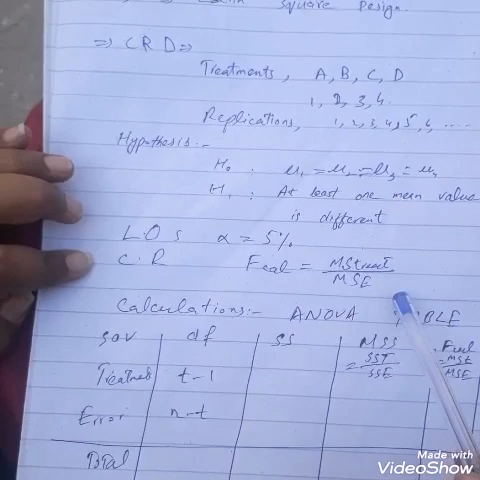 Square Design.
=> CRD =>
Treatments, A, B, C, D
1, 2, 3, 4.
Replications, 1, 2, 3, 4, 5, 6, ....
Hypothesis:-
H₀ : μ₁ = μ₂ = μ₃ = μ₄
H₁ : At least one mean value
is different
L.O S α = 5%
C.R Fcal = MStreat / MSE
Calculations:- ANOVA
SOV df SS MSS Fcal
Treatments t-1 = SST / SSE = MST / MSE
Error n-t
Total
Made with
VideoShow